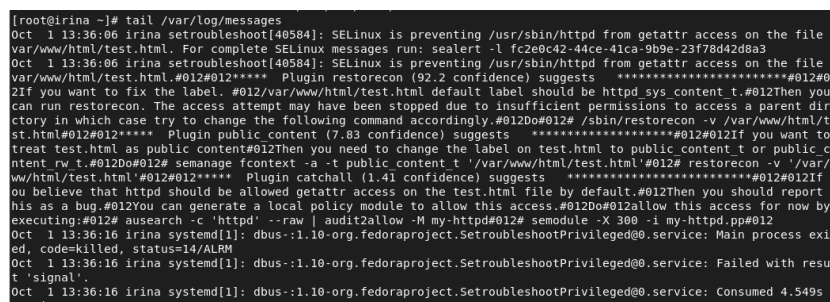 [root@irina ~]# tail /var/log/messages
Oct  1 13:36:06 irina setroubleshoot[40584]: SELinux is preventing /usr/sbin/httpd from getattr access on the file
var/www/html/test.html. For complete SELinux messages run: sealert -l fc2e0c42-44ce-41ca-9b9e-23f78d42d8a3
Oct  1 13:36:06 irina setroubleshoot[40584]: SELinux is preventing /usr/sbin/httpd from getattr access on the file
var/www/html/test.html.#012#012*****  Plugin restorecon (92.2 confidence) suggests   ************************#012#0
2If you want to fix the label. #012/var/www/html/test.html default label should be httpd_sys_content_t.#012Then you
can run restorecon. The access attempt may have been stopped due to insufficient permissions to access a parent dir
ctory in which case try to change the following command accordingly.#012Do#012# /sbin/restorecon -v /var/www/html/t
st.html#012#012*****  Plugin public_content (7.83 confidence) suggests   ********************#012#012If you want to
treat test.html as public content#012Then you need to change the label on test.html to public_content_t or public_c
ntent_rw_t.#012Do#012# semanage fcontext -a -t public_content_t '/var/www/html/test.html'#012# restorecon -v '/var/
ww/html/test.html'#012#012*****  Plugin catchall (1.41 confidence) suggests   **************************#012#012If
ou believe that httpd should be allowed getattr access on the test.html file by default.#012Then you should report
his as a bug.#012You can generate a local policy module to allow this access.#012Do#012allow this access for now by
executing:#012# ausearch -c 'httpd' --raw | audit2allow -M my-httpd#012# semodule -X 300 -i my-httpd.pp#012
Oct  1 13:36:16 irina systemd[1]: dbus-:1.10-org.fedoraproject.SetroubleshootPrivileged@0.service: Main process exi
ed, code=killed, status=14/ALRM
Oct  1 13:36:16 irina systemd[1]: dbus-:1.10-org.fedoraproject.SetroubleshootPrivileged@0.service: Failed with resu
t 'signal'.
Oct  1 13:36:16 irina systemd[1]: dbus-:1.10-org.fedoraproject.SetroubleshootPrivileged@0.service: Consumed 4.549s